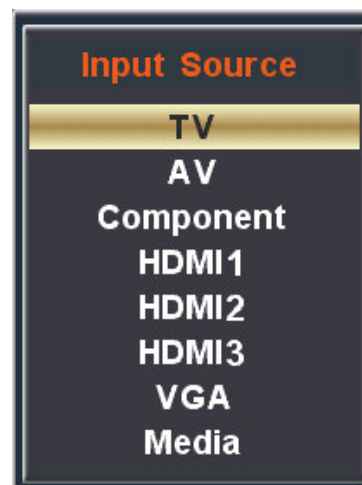 Input Source
TV
AV
Component
HDMI1
HDMI2
HDMI3
VGA
Media